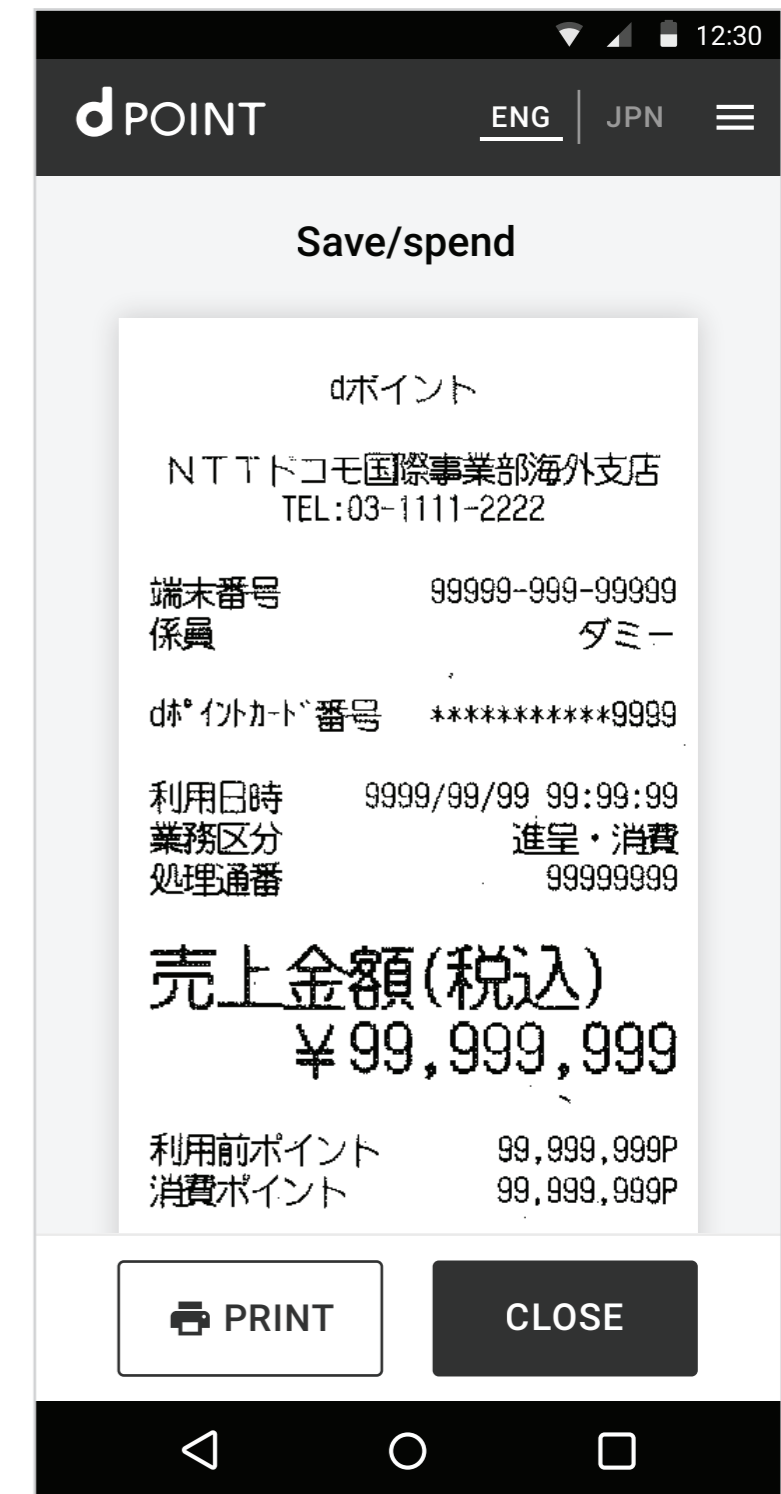 12:30
d POINT
ENG | JPN
Save/spend
dポイント
NTTドコモ国際事業部海外支店
TEL:03-1111-2222
端末番号 99999-999-99999
係員 ダミー
dﾎﾟｲﾝﾄｶｰﾄﾞ番号 ***********9999
利用日時 9999/99/99 99:99:99
業務区分 進呈・消費
処理通番 99999999
売上金額(税込)
¥99,999,999
利用前ポイント 99,999,999P
消費ポイント 99,999,999P
PRINT
CLOSE